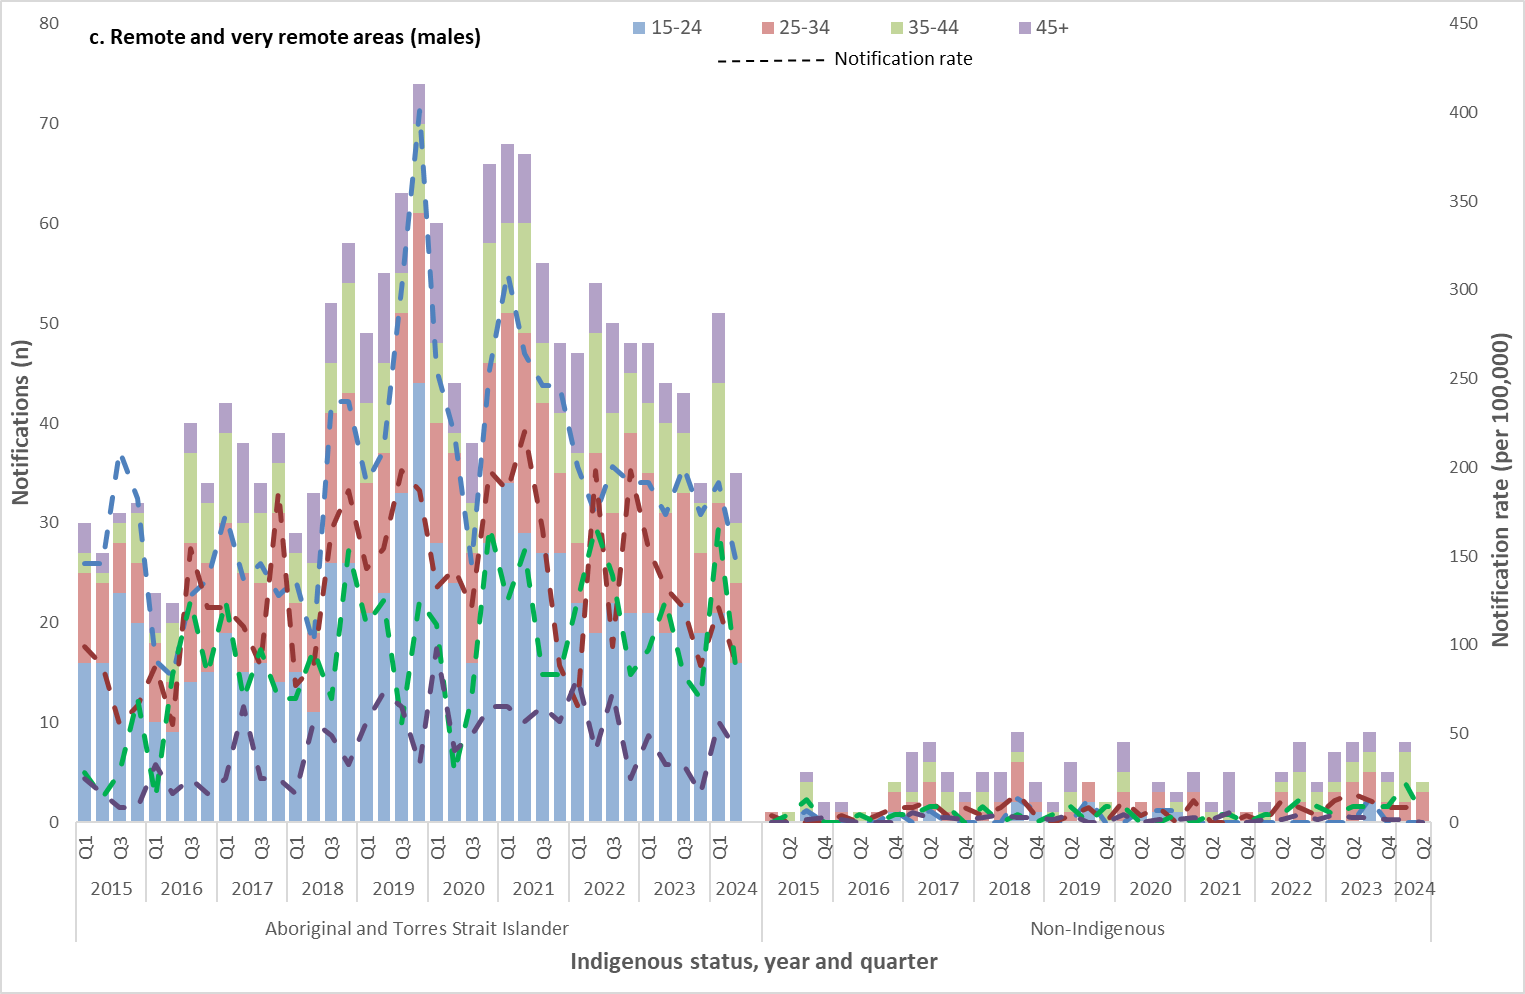 c. Remote and very remote areas (males)
15-24 25-34 35-44 45+
Notification rate
80
70
60
50
40
30
20
10
0
Notifications (n)
450
400
350
300
250
200
150
100
50
0
Notification rate (per 100,000)
Q1 Q3 Q1 Q3 Q1 Q3 Q1 Q3 Q1 Q3 Q1 Q3 Q1 Q3 Q1 Q3 Q1 Q3 Q1 Q2 Q4 Q2 Q4 Q2 Q4 Q2 Q4 Q2 Q4 Q2 Q4 Q2 Q4 Q2 Q4 Q2 Q4 Q2
2015 2016 2017 2018 2019 2020 2021 2022 2023 2024 2015 2016 2017 2018 2019 2020 2021 2022 2023 2024
Aboriginal and Torres Strait Islander Non-Indigenous
Indigenous status, year and quarter